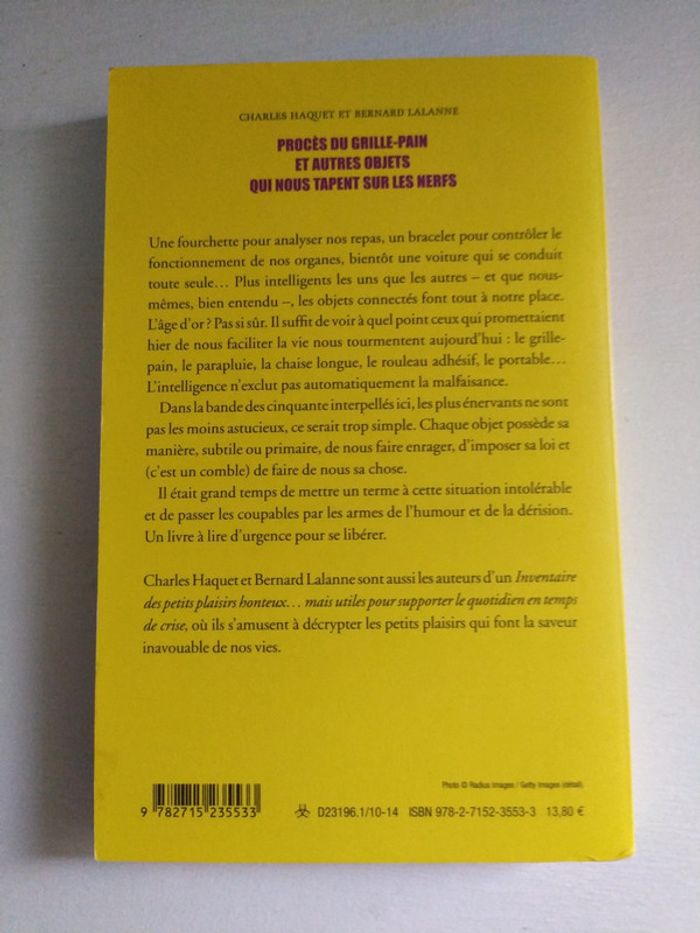 CHARLES HAQUET ET BERNARD LALANNE
PROCÈS DU GRILLE-PAIN
ET AUTRES OBJETS
QUI NOUS TAPENT SUR LES NERFS
Une fourchette pour analyser nos repas, un bracelet pour contrôler le
fonctionnement de nos organes, bientôt une voiture qui se conduit
toute seule… Plus intelligents les uns que les autres – et que nous-
mêmes, bien entendu –, les objets connectés font tout à notre place.
L'âge d'or ? Pas si sûr. Il suffit de voir à quel point ceux qui promettaient
hier de nous faciliter la vie nous tourmentent aujourd'hui : le grille-
pain, le parapluie, la chaise longue, le rouleau adhésif, le portable…
L'intelligence n'exclut pas automatiquement la malfaisance.
Dans la bande des cinquante interpellés ici, les plus énervants ne sont
pas les moins astucieux, ce serait trop simple. Chaque objet possède sa
manière, subtile ou primaire, de nous faire enrager, d'imposer sa loi et
(c'est un comble) de faire de nous sa chose.
Il était grand temps de mettre un terme à cette situation intolérable
et de passer les coupables par les armes de l'humour et de la dérision.
Un livre à lire d'urgence pour se libérer.
Charles Haquet et Bernard Lalanne sont aussi les auteurs d'un Inventaire
des petits plaisirs honteux… mais utiles pour supporter le quotidien en temps
de crise, où ils s'amusent à décrypter les petits plaisirs qui font la saveur
inavouable de nos vies.
Photo © Radius Images / Getty Images (détail)
9 782715 235533 D23196.1/10-14 ISBN 978-2-7152-3553-3 13,80 €